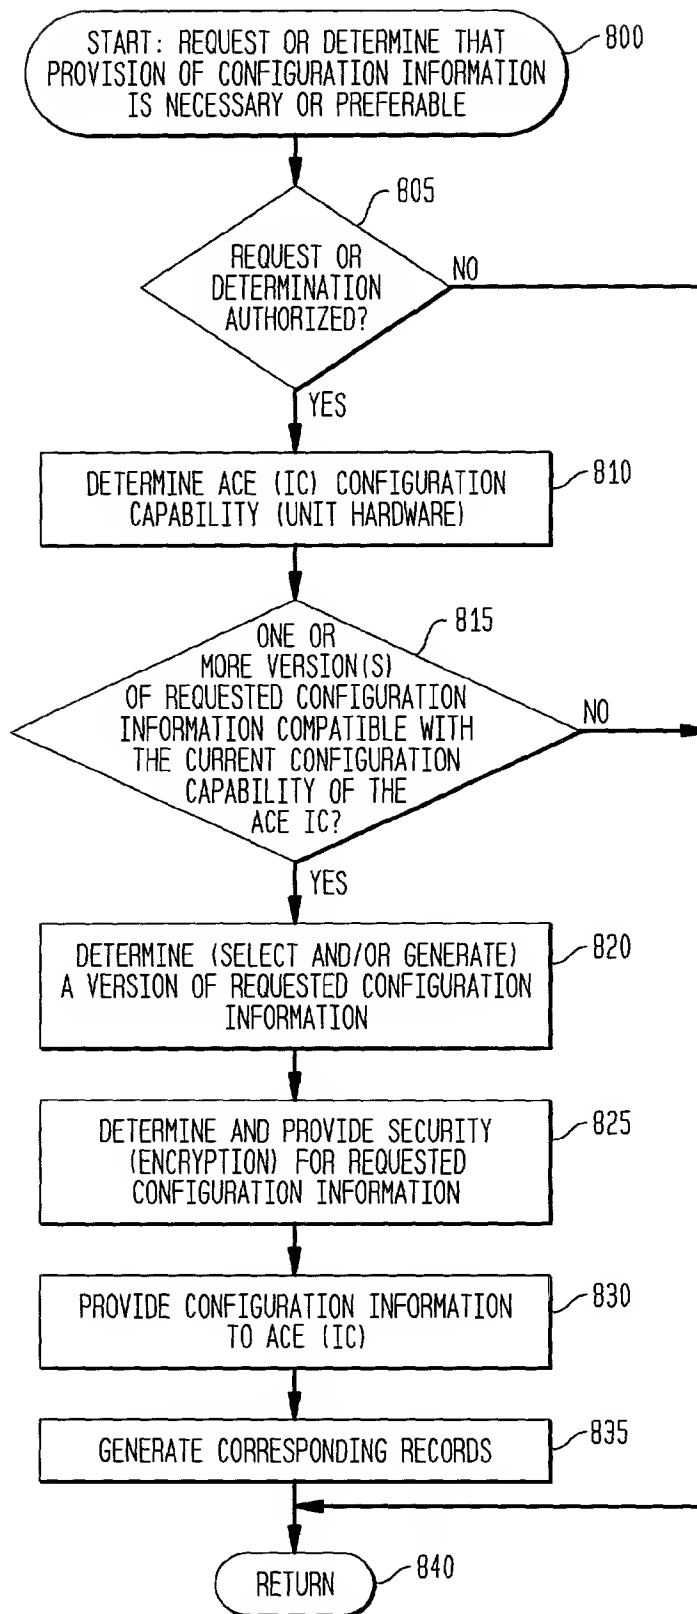 START: REQUEST OR DETERMINE THAT
PROVISION OF CONFIGURATION INFORMATION
IS NECESSARY OR PREFERABLE
800
805
REQUEST OR
DETERMINATION
AUTHORIZED?
NO
YES
DETERMINE ACE (IC) CONFIGURATION
CAPABILITY (UNIT HARDWARE)
810
815
ONE OR
MORE VERSION(S)
OF REQUESTED CONFIGURATION
INFORMATION COMPATIBLE WITH
THE CURRENT CONFIGURATION
CAPABILITY OF THE
ACE IC?
NO
YES
DETERMINE (SELECT AND/OR GENERATE)
A VERSION OF REQUESTED CONFIGURATION
INFORMATION
820
DETERMINE AND PROVIDE SECURITY
(ENCRYPTION) FOR REQUESTED
CONFIGURATION INFORMATION
825
PROVIDE CONFIGURATION INFORMATION
TO ACE (IC)
830
GENERATE CORRESPONDING RECORDS
835
RETURN
840